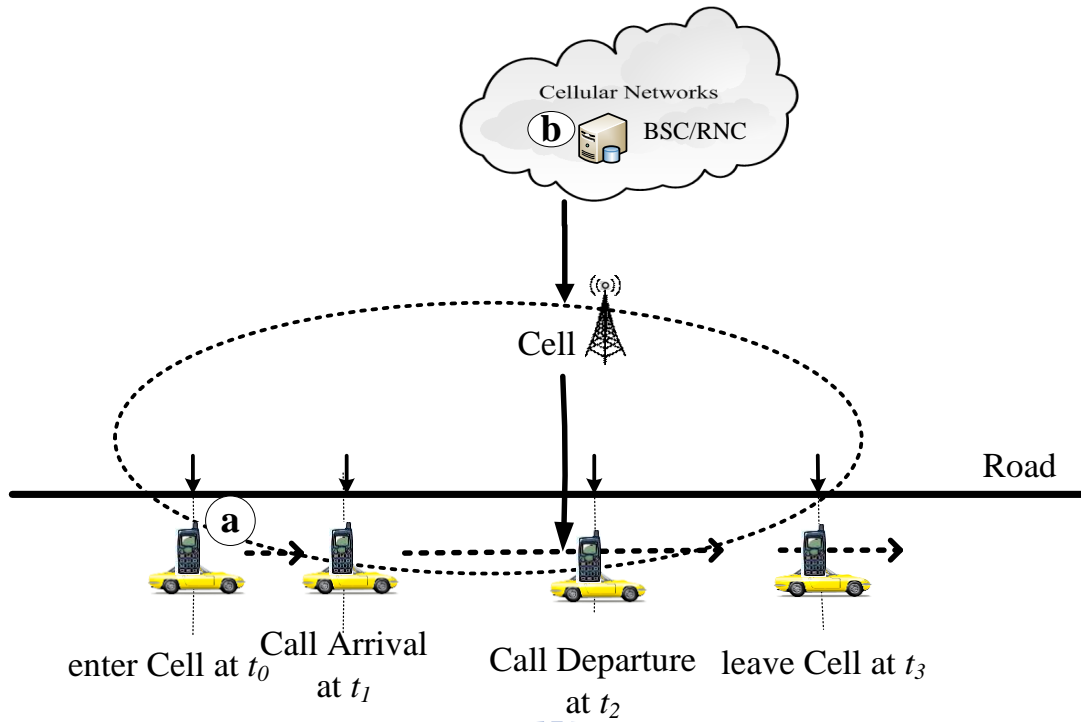 Cellular Networks
b
BSC/RNC
Cell
Road
a
enter Cell at t0
Call Arrival
at t1
Call Departure
at t2
leave Cell at t3